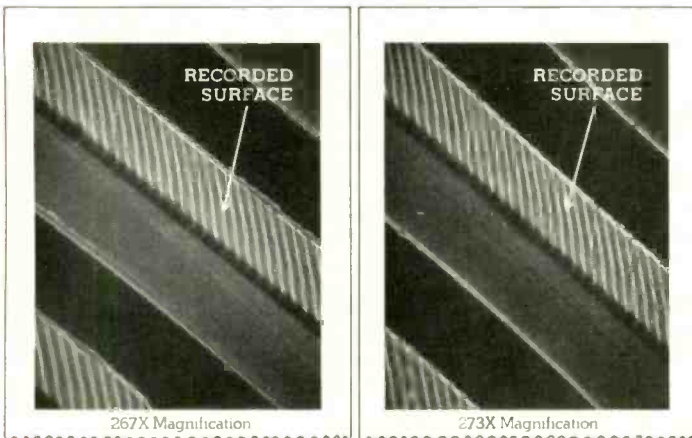 RECORDED
SURFACE
267X Magnification
RECORDED
SURFACE
273X Magnification